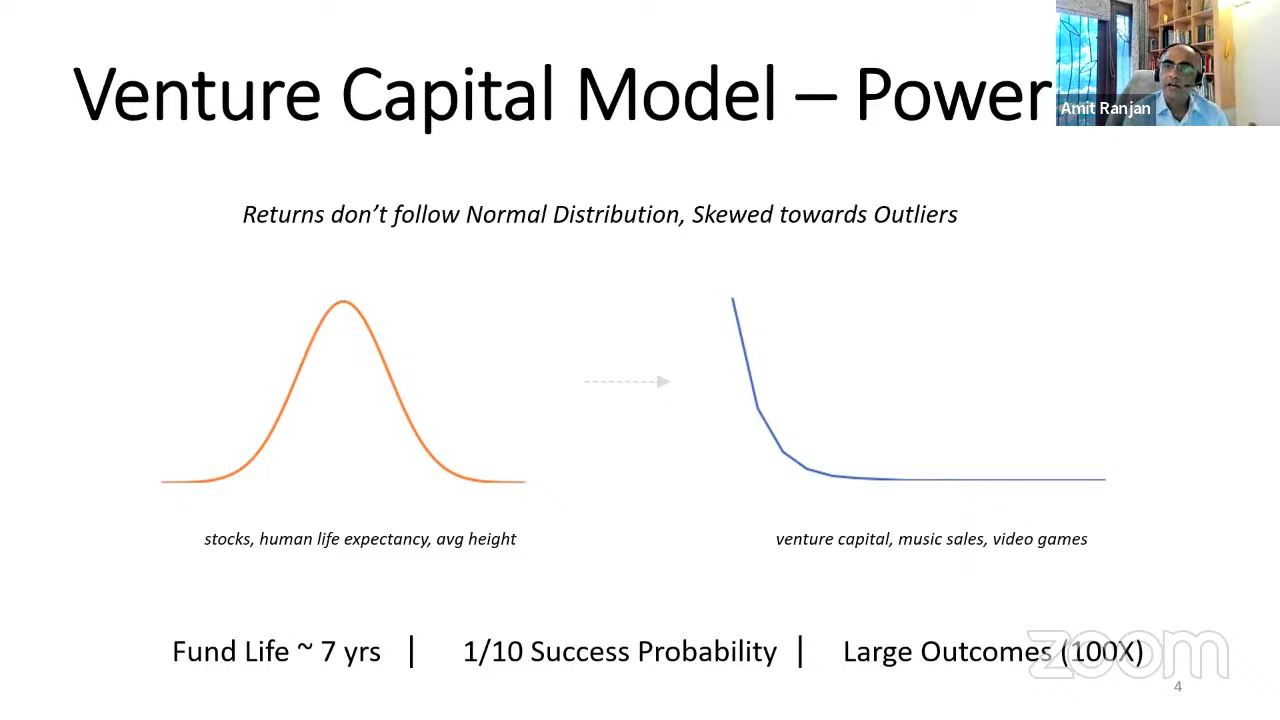 Venture Capital Model – Power
Amit Ranjan
Returns don’t follow Normal Distribution, Skewed towards Outliers
stocks, human life expectancy, avg height
venture capital, music sales, video games
Fund Life ~ 7 yrs | 1/10 Success Probability | Large Outcomes (100X)
zoom
4